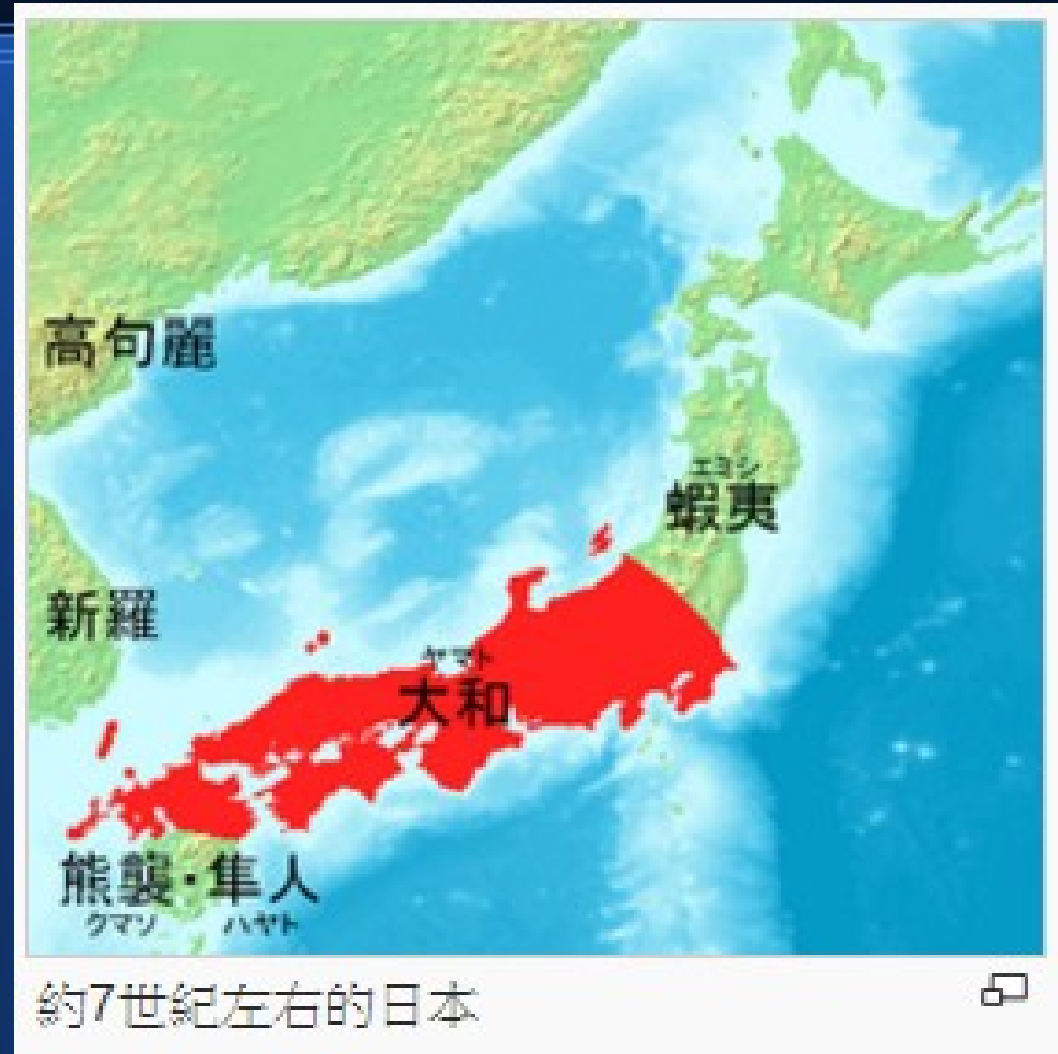 高句麗
エミシ
蝦夷
新羅
ヤマト
大和
熊襲・隼人
クマソ ハヤト
約7世紀左右的日本